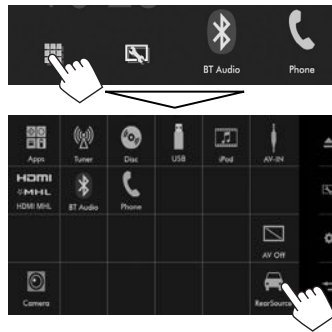 BT Audio Phone
Apps Tuner Disc USB iPod AV-IN
HDMI
MHL
HDMI MHL BT Audio Phone
AV Off
Camera RearSource